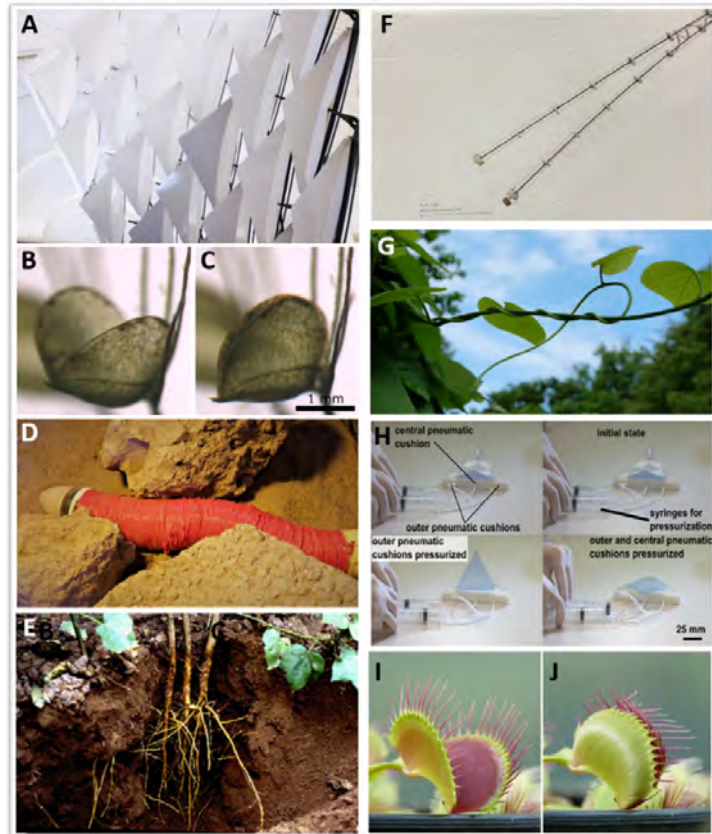 A
B
C
1 mm
D
E
B
C
F
G
H
central pneumatic
cushion
outer pneumatic cushions
initial state
syringes for
pressurization
outer pneumatic
cushions pressurized
outer and central pneumatic
cushions pressurized
25 mm
I
J